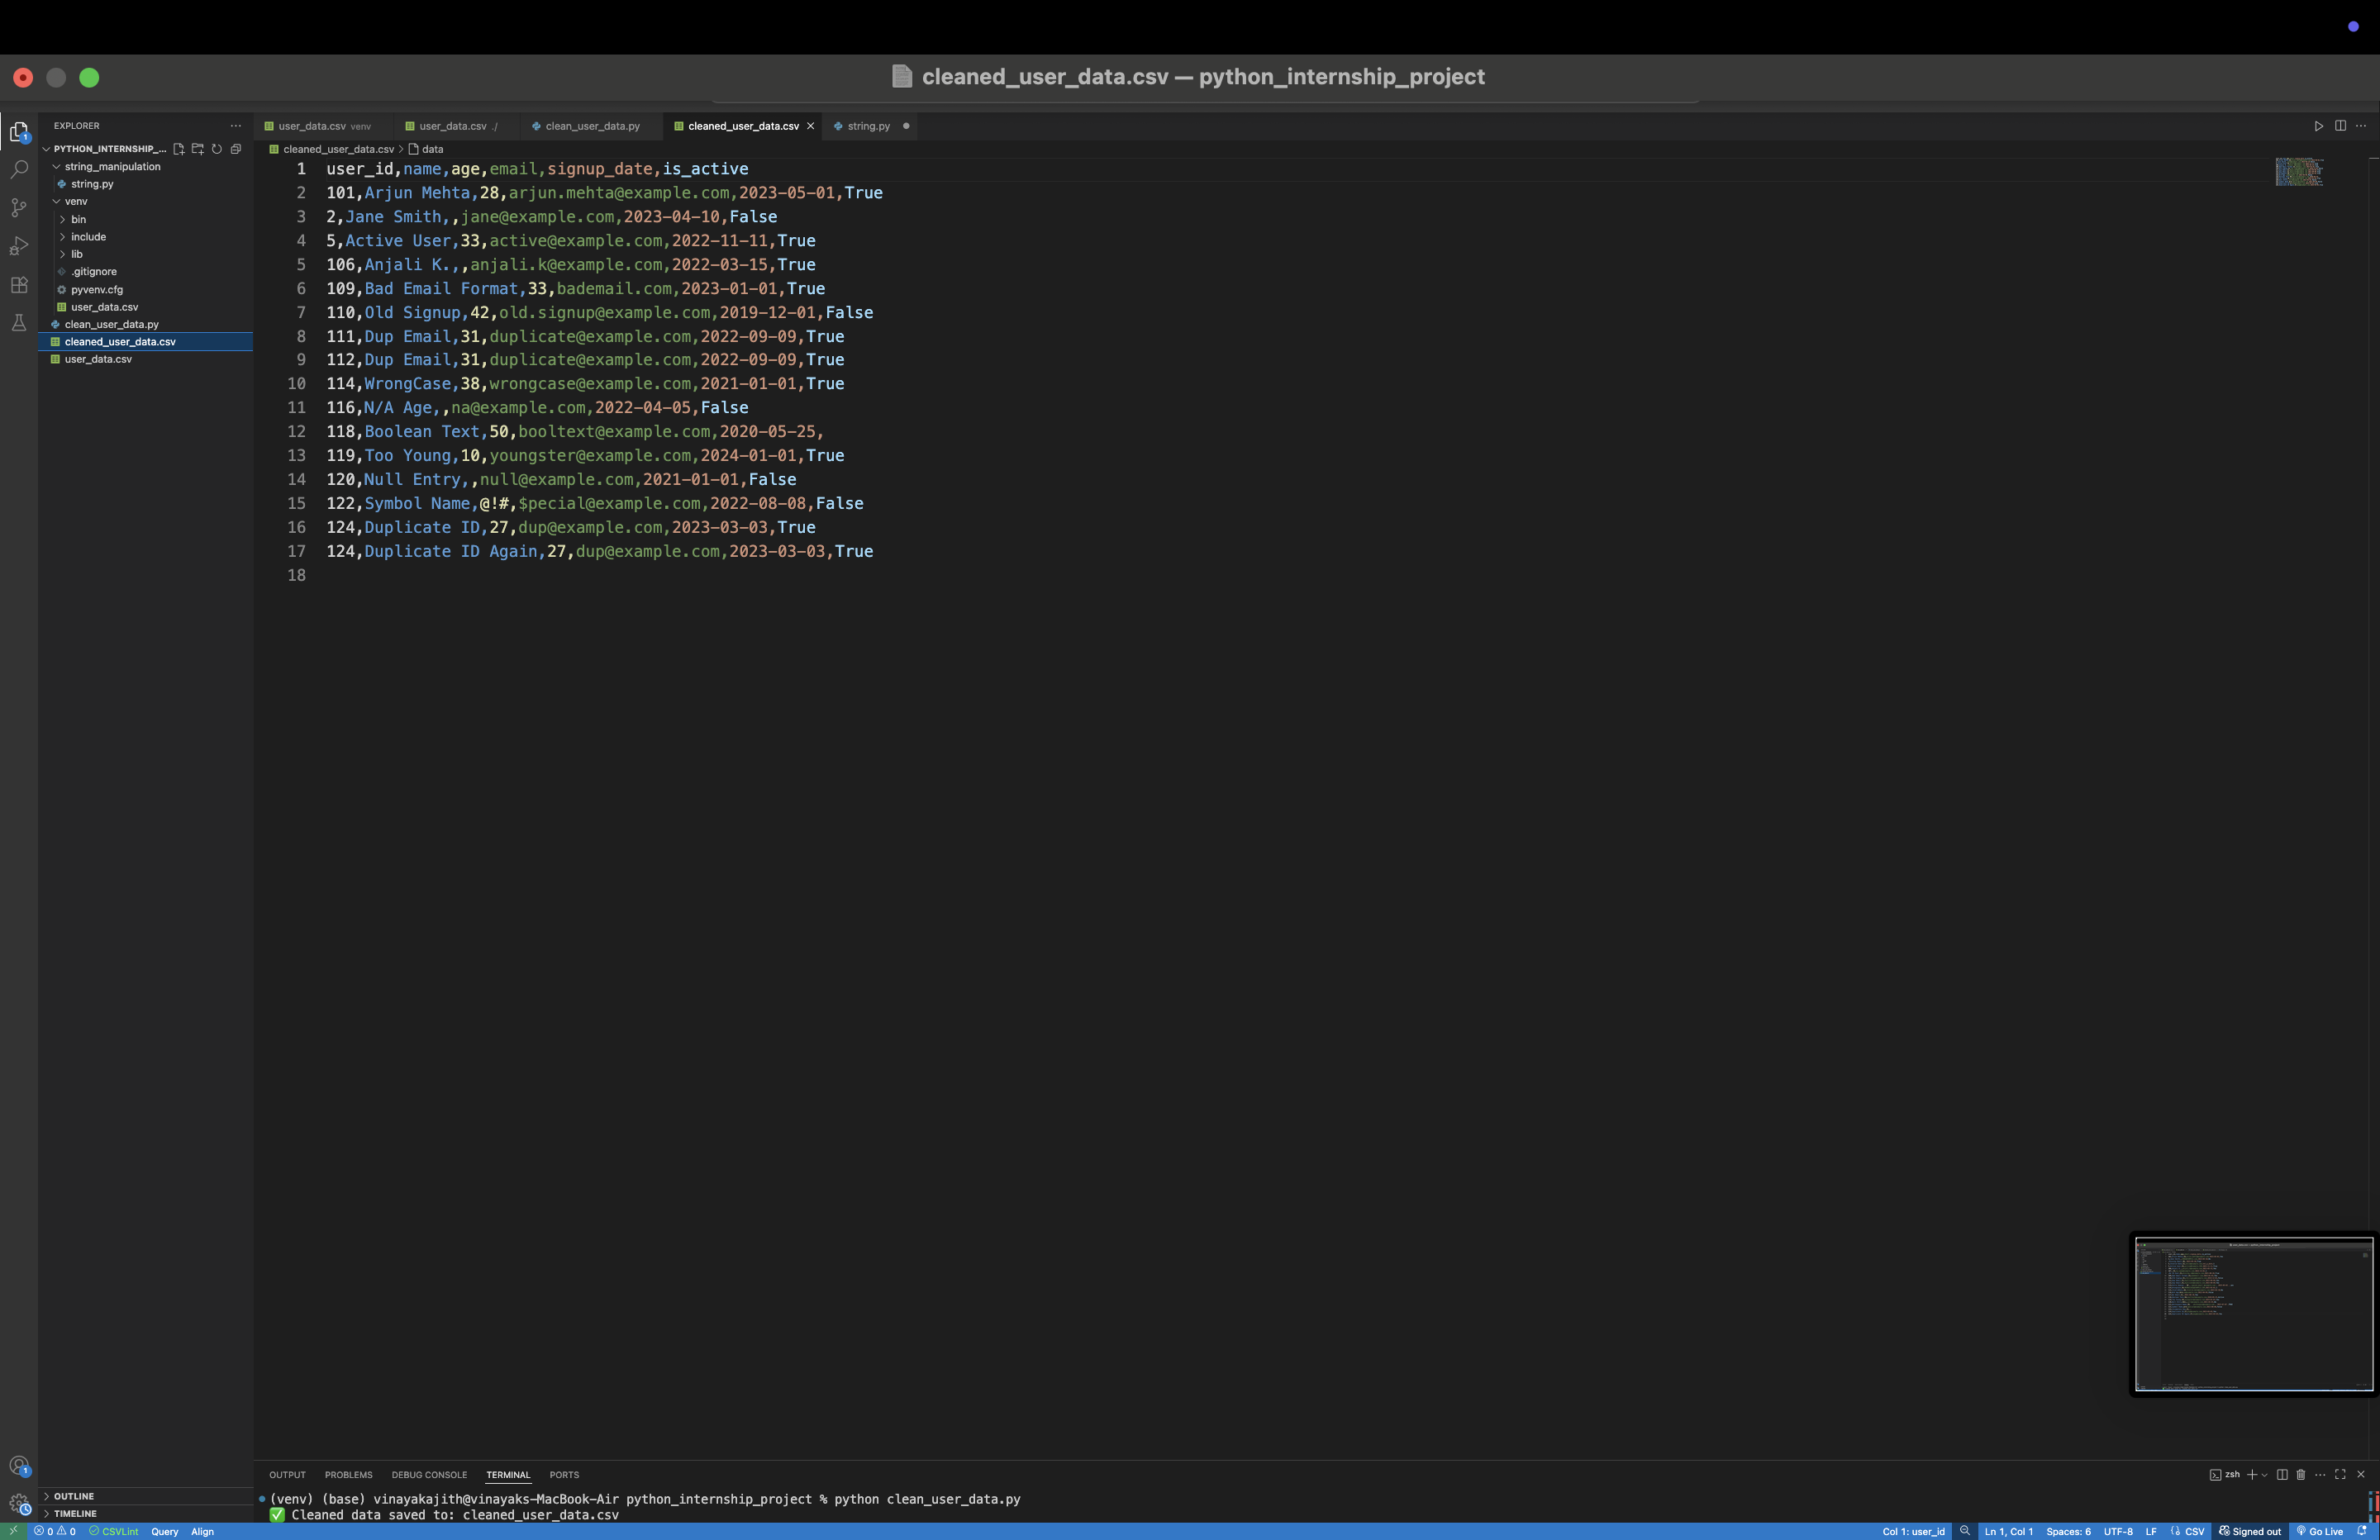 cleaned_user_data.csv — python_internship_project
EXPLORER
user_data.csv venv
user_data.csv ./
clean_user_data.py
cleaned_user_data.csv
string.py
PYTHON_INTERNSHIP_...
string_manipulation
string.py
venv
bin
include
lib
.gitignore
pyvenv.cfg
user_data.csv
clean_user_data.py
cleaned_user_data.csv
user_data.csv
cleaned_user_data.csv > data
1 user_id,name,age,email,signup_date,is_active
2 101,Arjun Mehta,28,arjun.mehta@example.com,2023-05-01,True
3 2,Jane Smith,,jane@example.com,2023-04-10,False
4 5,Active User,33,active@example.com,2022-11-11,True
5 106,Anjali K.,,anjali.k@example.com,2022-03-15,True
6 109,Bad Email Format,33,bademail.com,2023-01-01,True
7 110,Old Signup,42,old.signup@example.com,2019-12-01,False
8 111,Dup Email,31,duplicate@example.com,2022-09-09,True
9 112,Dup Email,31,duplicate@example.com,2022-09-09,True
10 114,WrongCase,38,wrongcase@example.com,2021-01-01,True
11 116,N/A Age,,na@example.com,2022-04-05,False
12 118,Boolean Text,50,booltext@example.com,2020-05-25,
13 119,Too Young,10,youngster@example.com,2024-01-01,True
14 120,Null Entry,,null@example.com,2021-01-01,False
15 122,Symbol Name,@!#,$pecial@example.com,2022-08-08,False
16 124,Duplicate ID,27,dup@example.com,2023-03-03,True
17 124,Duplicate ID Again,27,dup@example.com,2023-03-03,True
18
OUTPUT PROBLEMS DEBUG CONSOLE TERMINAL PORTS
zsh
(venv) (base) vinayakajith@vinayaks-MacBook-Air python_internship_project % python clean_user_data.py
✅ Cleaned data saved to: cleaned_user_data.csv
OUTLINE
TIMELINE
0 0 CSVLint Query Align
Col 1: user_id Ln 1, Col 1 Spaces: 6 UTF-8 LF CSV Signed out Go Live